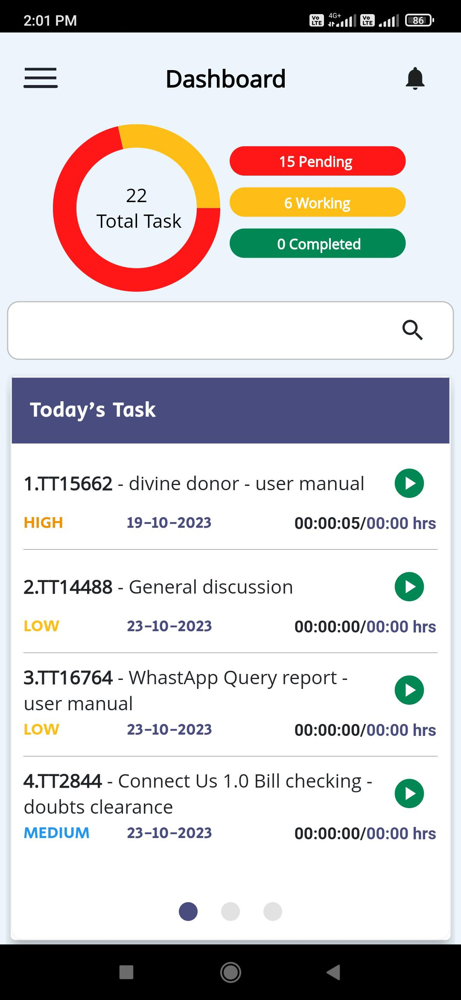 2:01 PM
Vo LTE 4G+ Vo LTE 86
Dashboard
22
Total Task
15 Pending
6 Working
0 Completed
Today's Task
1.TT15662 - divine donor - user manual
HIGH 19-10-2023 00:00:05/00:00 hrs
2.TT14488 - General discussion
LOW 23-10-2023 00:00:00/00:00 hrs
3.TT16764 - WhastApp Query report -
user manual
LOW 23-10-2023 00:00:00/00:00 hrs
4.TT2844 - Connect Us 1.0 Bill checking -
doubts clearance
MEDIUM 23-10-2023 00:00:00/00:00 hrs